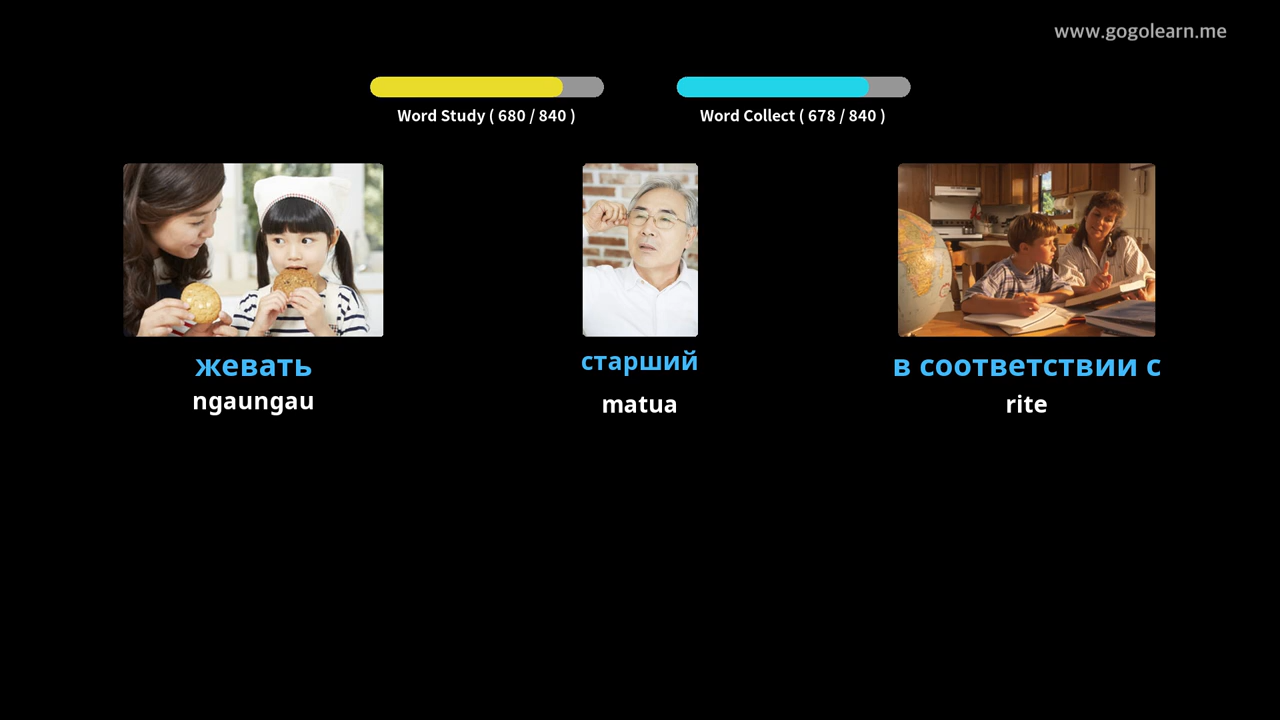 www.gogolearn.me
Word Study ( 680 / 840 )
Word Collect ( 678 / 840 )
жевать
ngaungau
старший
matua
в соответствии с
rite